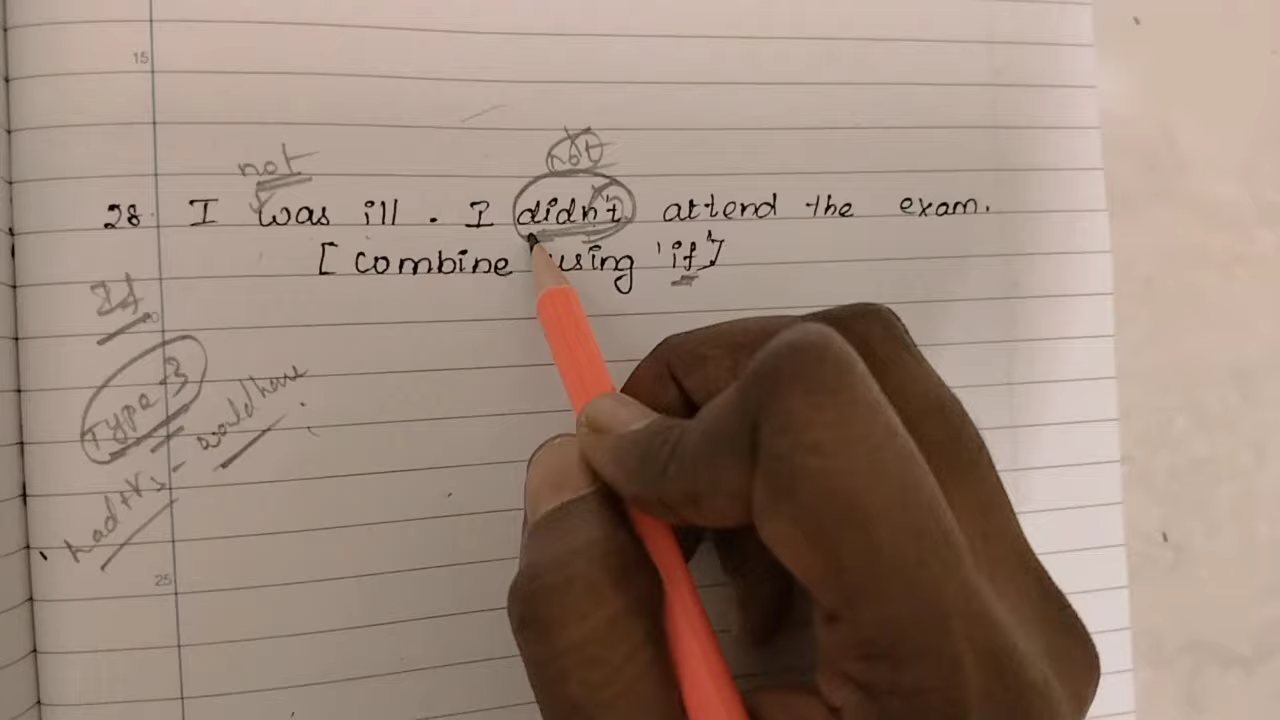 15
not not
28. I was ill. I didn't attend the exam.
[combine using 'if']
If
Type-3
had+V3 - would have
25